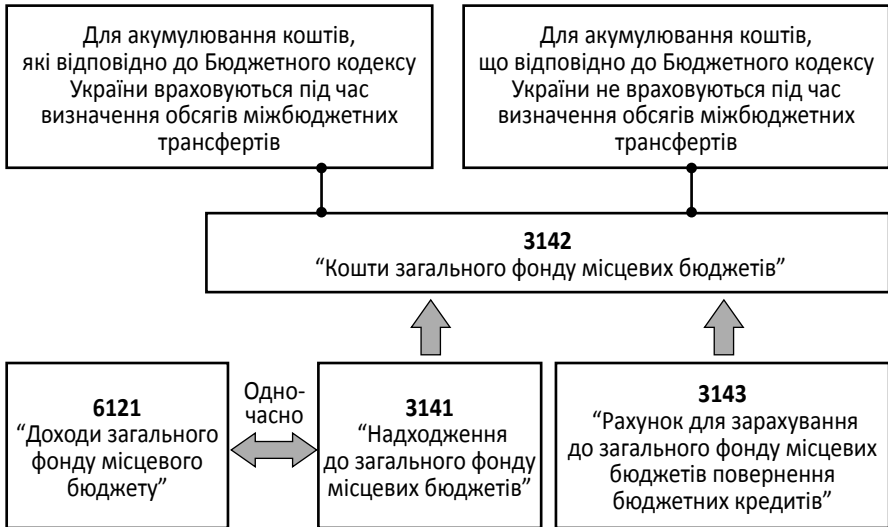 Для акумулювання коштів,
які відповідно до Бюджетного кодексу
України враховуються під час
визначення обсягів міжбюджетних
трансфертів
Для акумулювання коштів,
що відповідно до Бюджетного кодексу
України не враховуються під час
визначення обсягів міжбюджетних
трансфертів
3142
“Кошти загального фонду місцевих бюджетів”
6121
“Доходи загального
фонду місцевого
бюджету”
Одно-
часно
3141
“Надходження
до загального фонду
місцевих бюджетів”
3143
“Рахунок для зарахування
до загального фонду місцевих
бюджетів повернення
бюджетних кредитів”